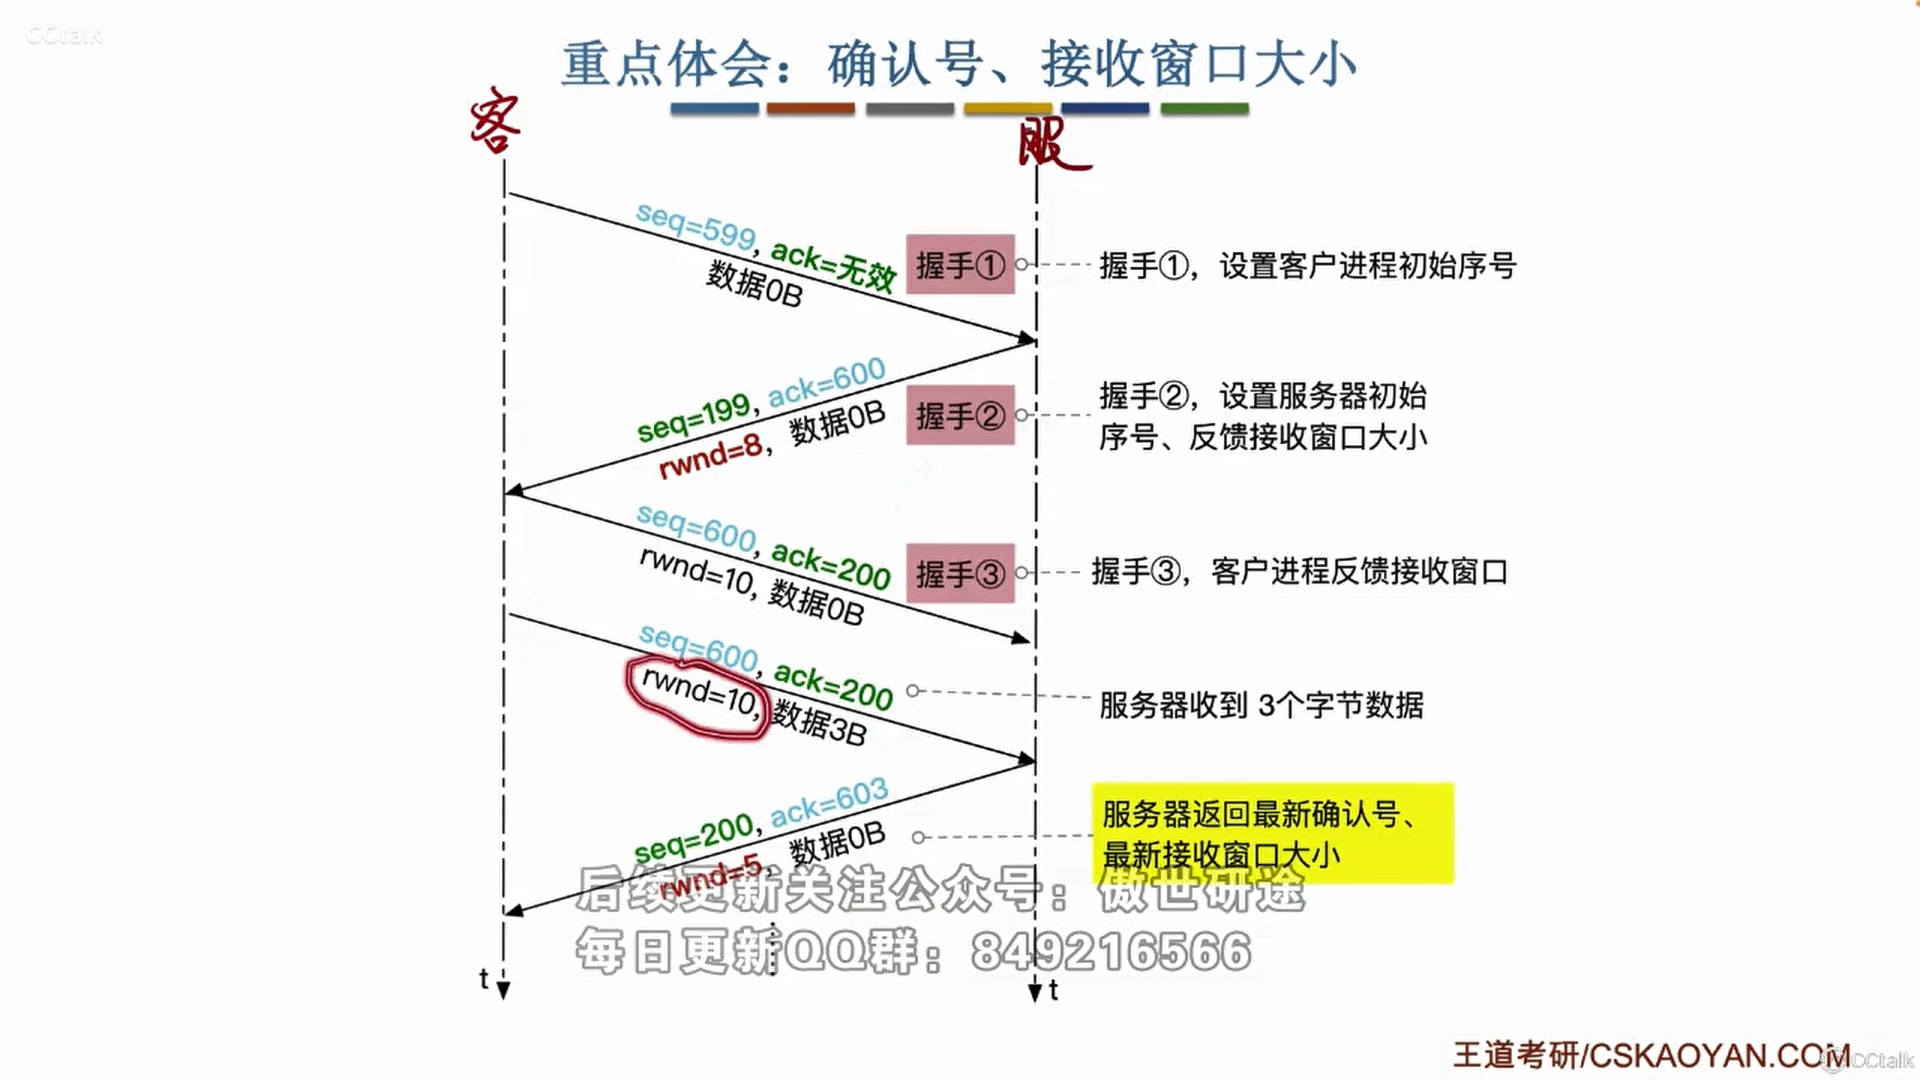 CCtalk
重点体会：确认号、接收窗口大小
客
服
seq=599, ack=无效
数据0B
握手①
握手①，设置客户进程初始序号
seq=199, ack=600
rwnd=8, 数据0B
握手②
握手②，设置服务器初始
序号、反馈接收窗口大小
seq=600, ack=200
rwnd=10, 数据0B
握手③
握手③，客户进程反馈接收窗口
seq=600, ack=200
rwnd=10, 数据3B
服务器收到 3个字节数据
seq=200, ack=603
rwnd=5, 数据0B
服务器返回最新确认号、
最新接收窗口大小
后续更新关注公众号：傲世研途
每日更新QQ群：849216566
t
t
王道考研/CSKAOYAN.COM
CCtalk